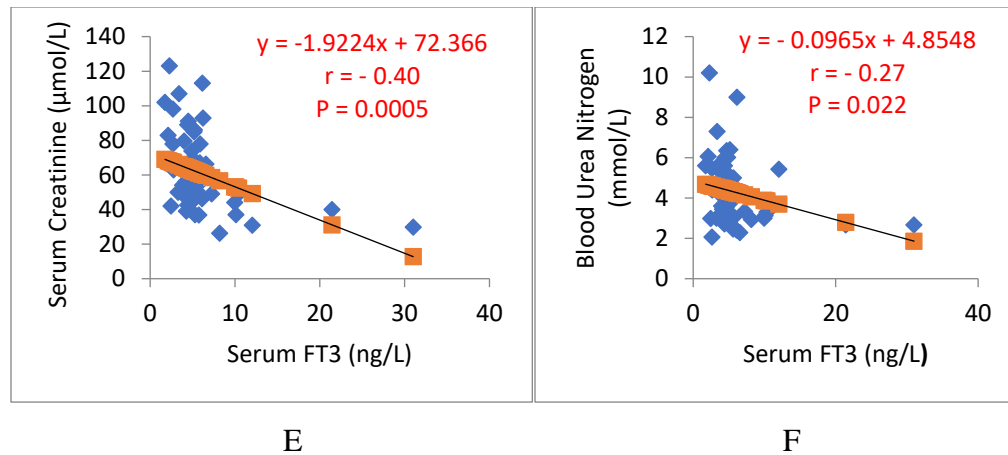 140
120
100
80
60
40
20
0
0 10 20 30 40
Serum Creatinine (µmol/L)
Serum FT3 (ng/L)
y = -1.9224x + 72.366
r = - 0.40
P = 0.0005
E
12
10
8
6
4
2
0
0 10 20 30 40
Blood Urea Nitrogen
(mmol/L)
Serum FT3 (ng/L)
y = - 0.0965x + 4.8548
r = - 0.27
P = 0.022
F